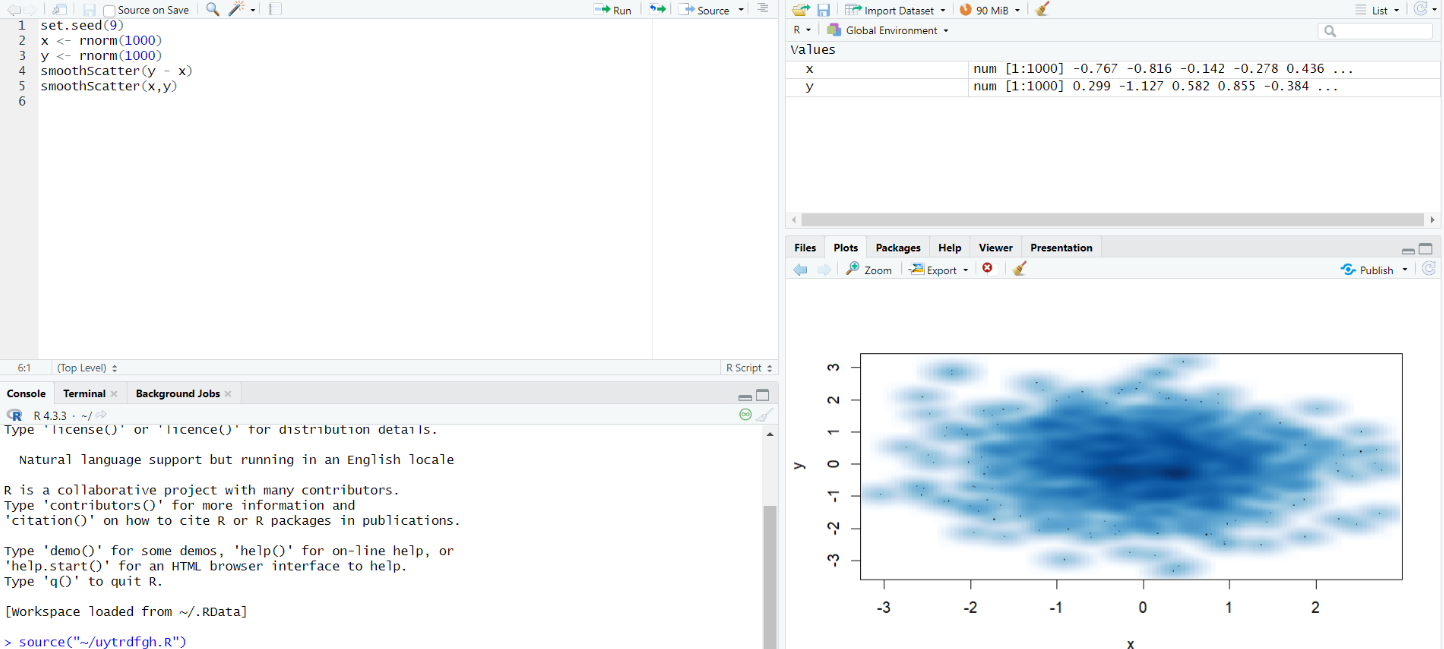 Source on Save
Run
Source
1 set.seed(9)
2 x <- rnorm(1000)
3 y <- rnorm(1000)
4 smoothScatter(y - x)
5 smoothScatter(x,y)
6
6:1 (Top Level) R Script
Console Terminal Background Jobs
R R 4.3.3 · ~/
Type 'license()' or 'licence()' for distribution details.
Natural language support but running in an English locale
R is a collaborative project with many contributors.
Type 'contributors()' for more information and
'citation()' on how to cite R or R packages in publications.
Type 'demo()' for some demos, 'help()' for on-line help, or
'help.start()' for an HTML browser interface to help.
Type 'q()' to quit R.
[Workspace loaded from ~/.RData]
> source("~/uytrdfgh.R")
Import Dataset 90 MiB List
R Global Environment
Values
x num [1:1000] -0.767 -0.816 -0.142 -0.278 0.436 ...
y num [1:1000] 0.299 -1.127 0.582 0.855 -0.384 ...
Files Plots Packages Help Viewer Presentation
Zoom Export Publish
3
2
1
0
-1
-2
-3
y
-3 -2 -1 0 1 2
x